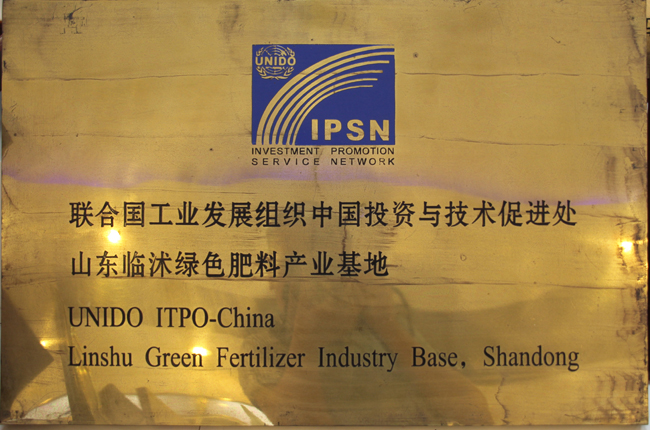 UNIDO
IPSN
INVESTMENT PROMOTION
SERVICE NETWORK
联合国工业发展组织中国投资与技术促进处
山东临沭绿色肥料产业基地
UNIDO ITPO-China
Linshu Green Fertilizer Industry Base, Shandong